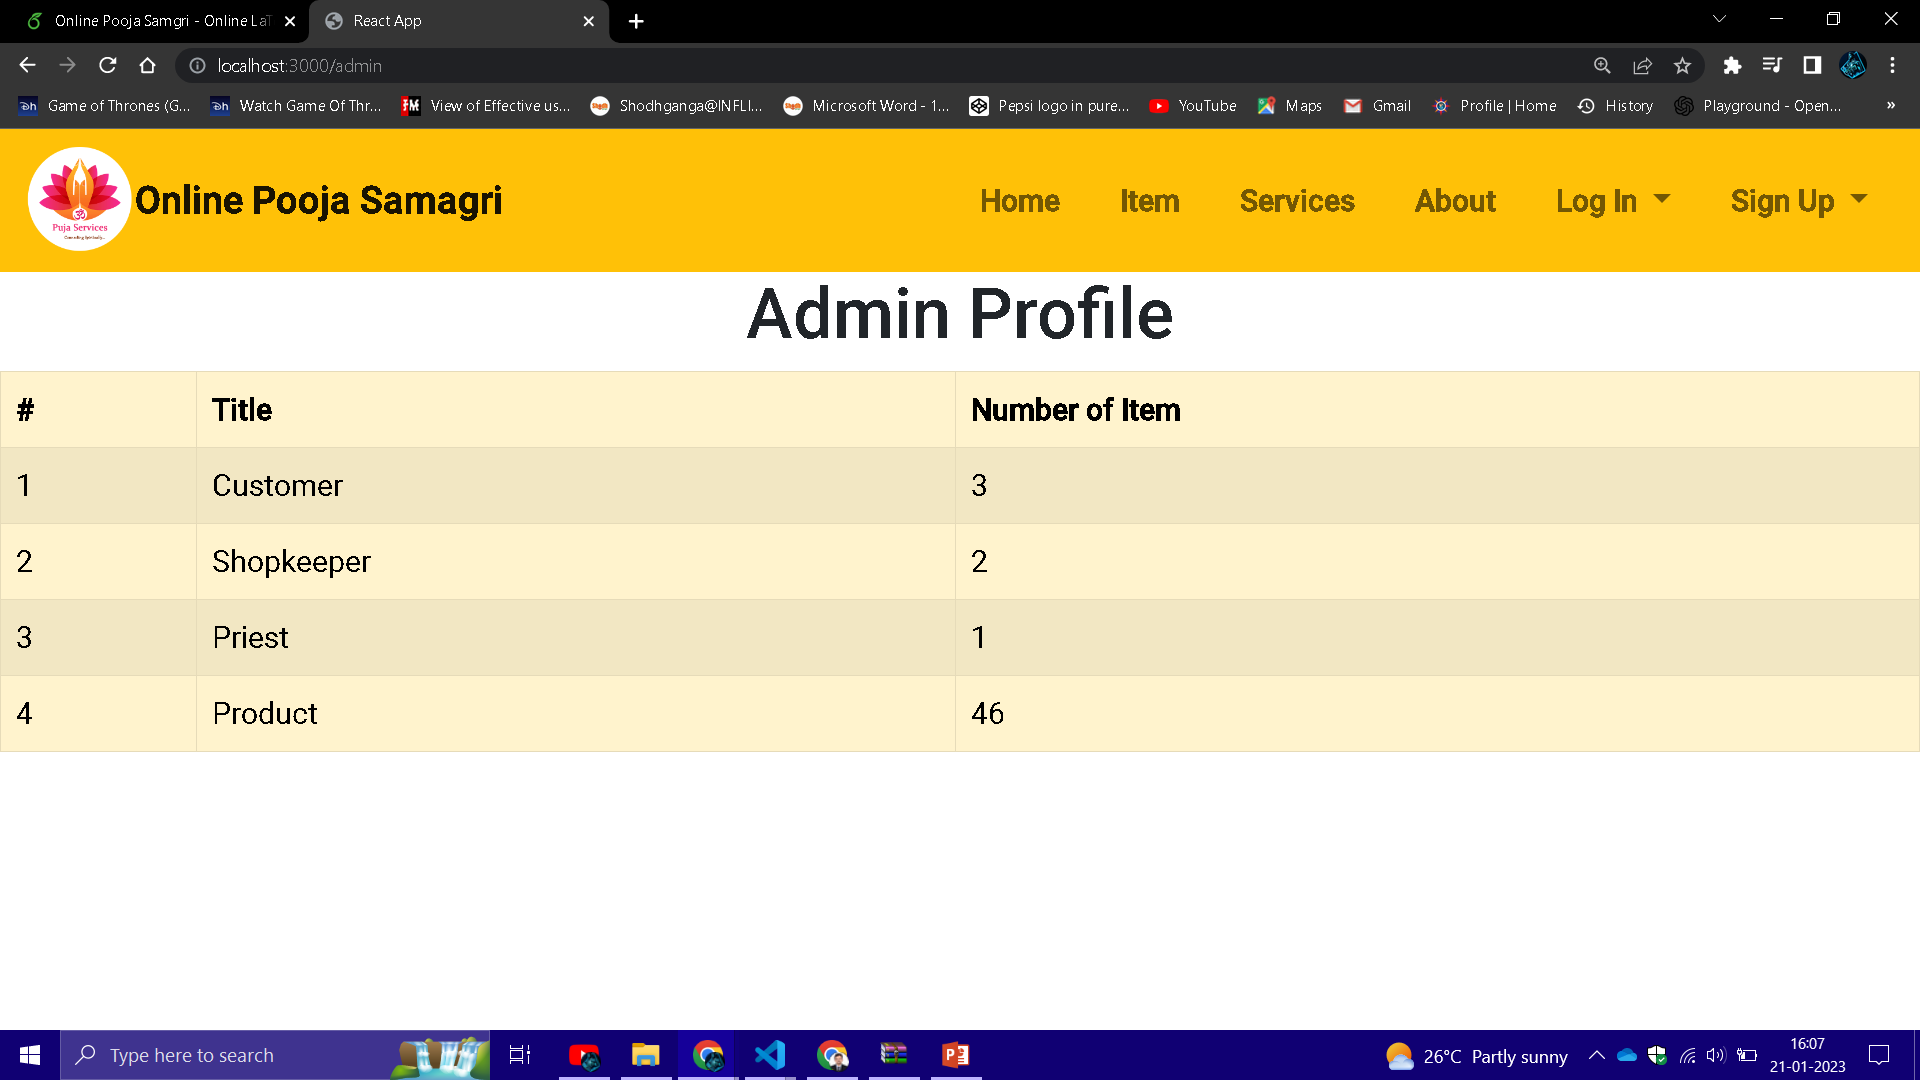 Online Pooja Samgri - Online LaT
React App
localhost:3000/admin
Game of Thrones (G...
Watch Game Of Thr...
View of Effective us...
Shodhganga@INFLI...
Microsoft Word - 1...
Pepsi logo in pure...
YouTube
Maps
Gmail
Profile | Home
History
Playground - Open...
»
Puja Services
Online Pooja Samagri
Home
Item
Services
About
Log In
Sign Up
Admin Profile
# Title Number of Item
1 Customer 3
2 Shopkeeper 2
3 Priest 1
4 Product 46
Type here to search
26°C Partly sunny
16:07
21-01-2023